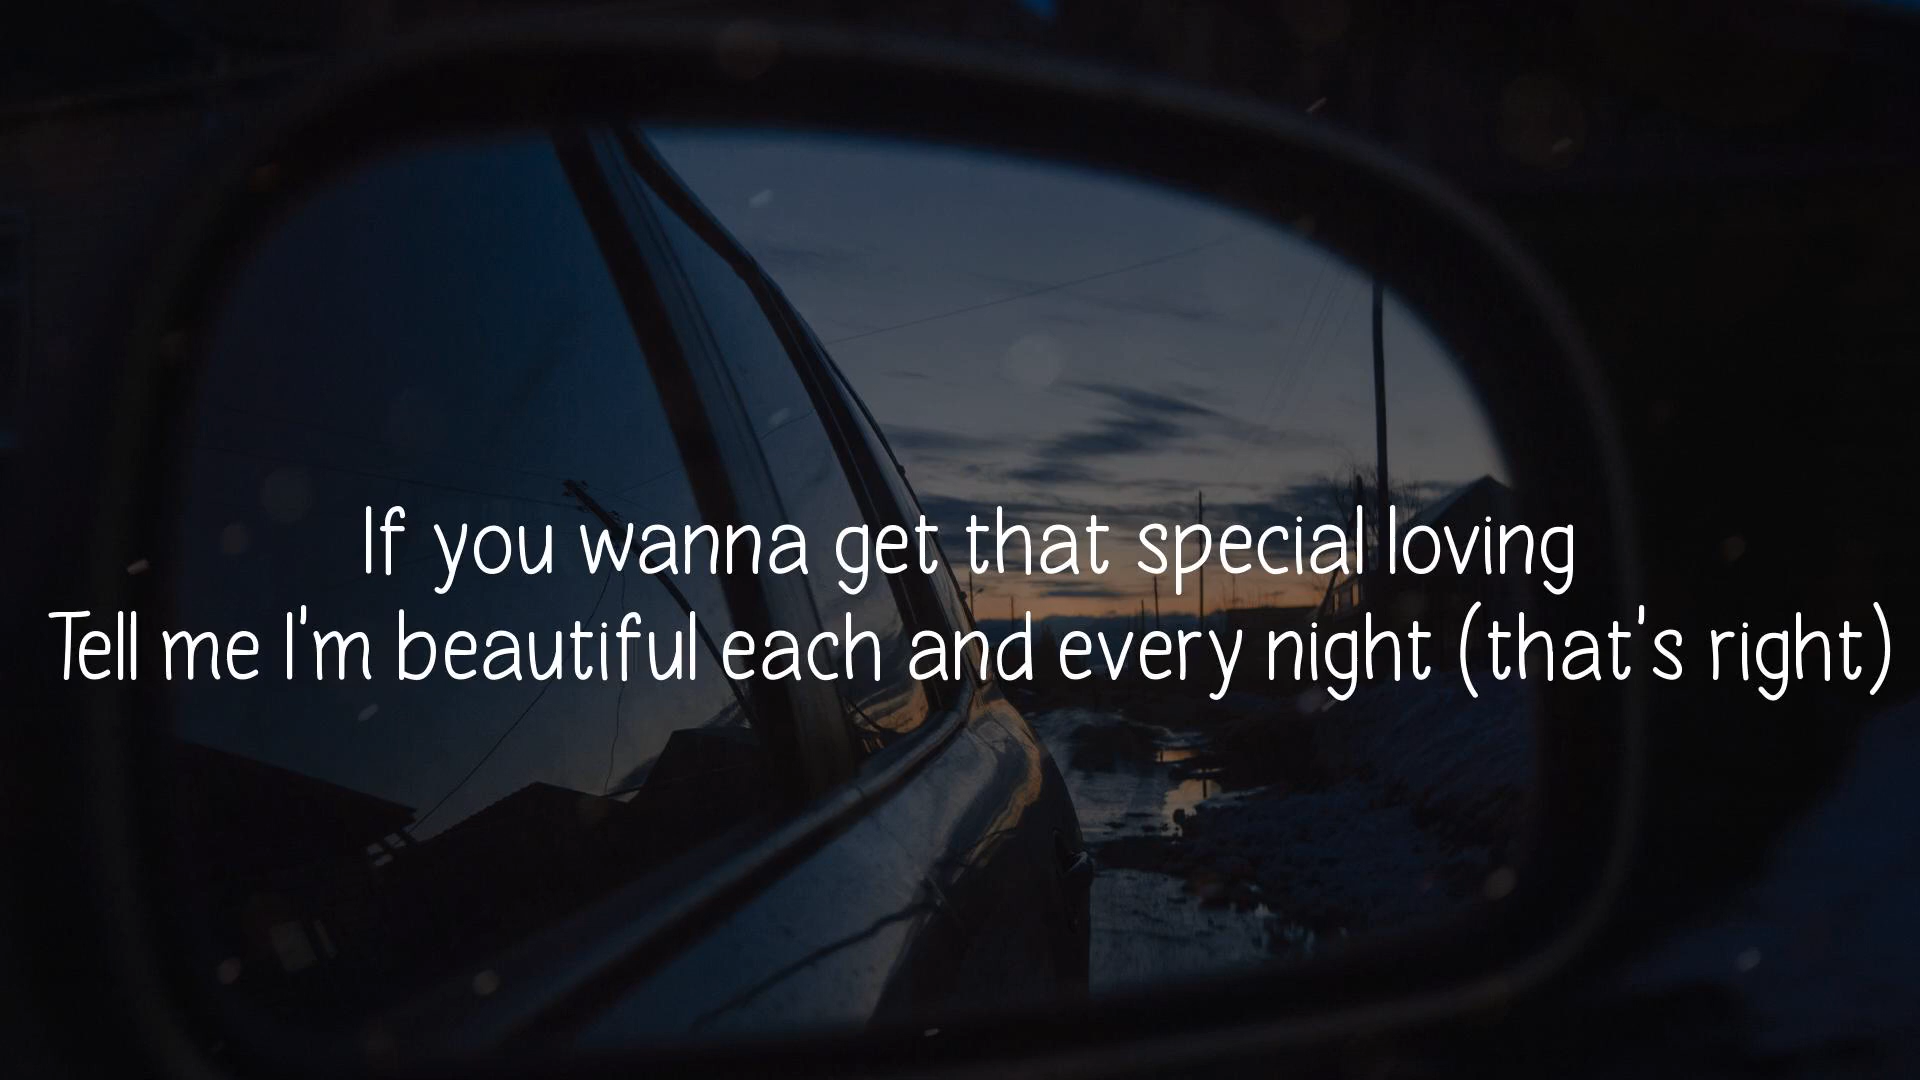 If you wanna get that special loving
Tell me I'm beautiful each and every night (that's right)